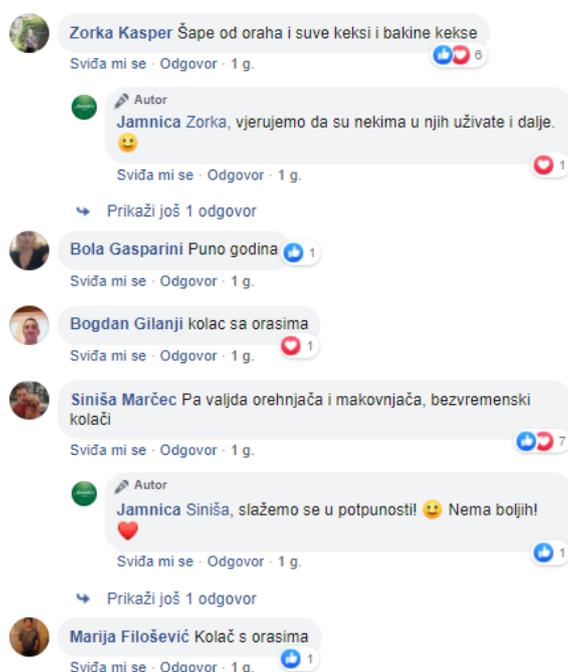 Zorka Kasper Šape od oraha i suve keksi i bakine kekse
6
Sviđa mi se · Odgovor · 1 g.
Autor
Jamnica Zorka, vjerujemo da su nekima u njih uživate i dalje.
1
Sviđa mi se · Odgovor · 1 g.
Prikaži još 1 odgovor
Bola Gasparini Puno godina
1
Sviđa mi se · Odgovor · 1 g.
Bogdan Gilanji kolac sa orasima
1
Sviđa mi se · Odgovor · 1 g.
Siniša Marčec Pa valjda orehnjača i makovnjača, bezvremenski
kolači
7
Sviđa mi se · Odgovor · 1 g.
Autor
Jamnica Siniša, slažemo se u potpunosti! 🙂 Nema boljih!
❤️
1
Sviđa mi se · Odgovor · 1 g.
Prikaži još 1 odgovor
Marija Filošević Kolač s orasima
1
Sviđa mi se · Odgovor · 1 g.